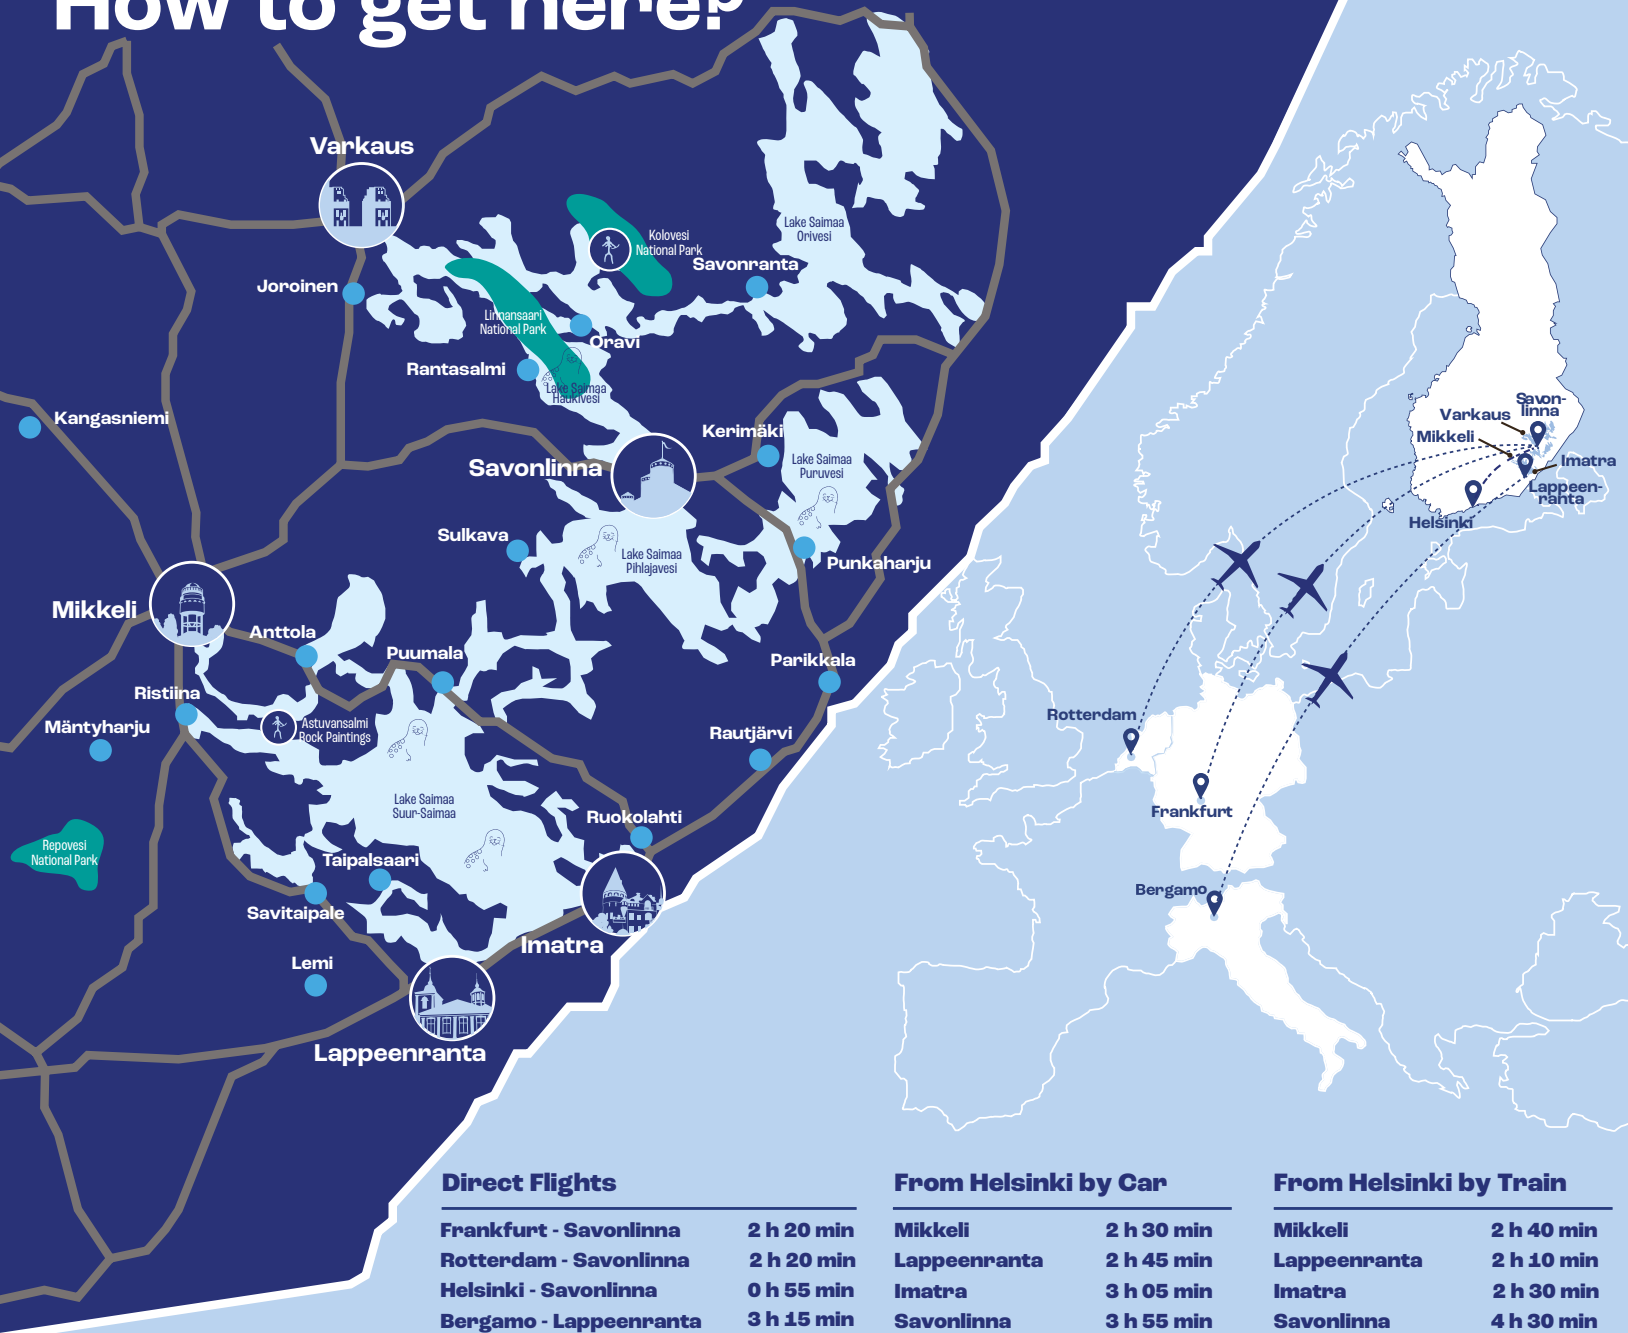 How to get here?
Varkaus
Kolovesi
National Park
Lake Saimaa
Orivesi
Savonranta
Joroinen
Linnansaari
National Park
Oravi
Rantasalmi
Lake Saimaa
Haukivesi
Kangasniemi
Kerimäki
Savonlinna
Lake Saimaa
Puruvesi
Sulkava
Lake Saimaa
Pihlajavesi
Punkaharju
Mikkeli
Anttola
Puumala
Parikkala
Ristiina
Mäntyharju
Astuvansalmi
Rock Paintings
Rautjärvi
Lake Saimaa
Suur-Saimaa
Ruokolahti
Repovesi
National Park
Taipalsaari
Savitaipale
Imatra
Lemi
Lappeenranta
Savon-
linna
Varkaus
Mikkeli
Imatra
Lappeen-
ranta
Helsinki
Rotterdam
Frankfurt
Bergamo
Direct Flights
Frankfurt - Savonlinna 2 h 20 min
Rotterdam - Savonlinna 2 h 20 min
Helsinki - Savonlinna 0 h 55 min
Bergamo - Lappeenranta 3 h 15 min
From Helsinki by Car
Mikkeli 2 h 30 min
Lappeenranta 2 h 45 min
Imatra 3 h 05 min
Savonlinna 3 h 55 min
From Helsinki by Train
Mikkeli 2 h 40 min
Lappeenranta 2 h 10 min
Imatra 2 h 30 min
Savonlinna 4 h 30 min